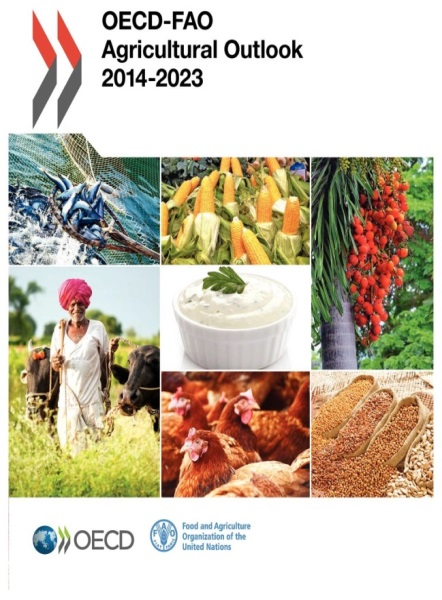 OECD-FAO
Agricultural Outlook
2014-2023
OECD
Food and Agriculture
Organization of the
United Nations